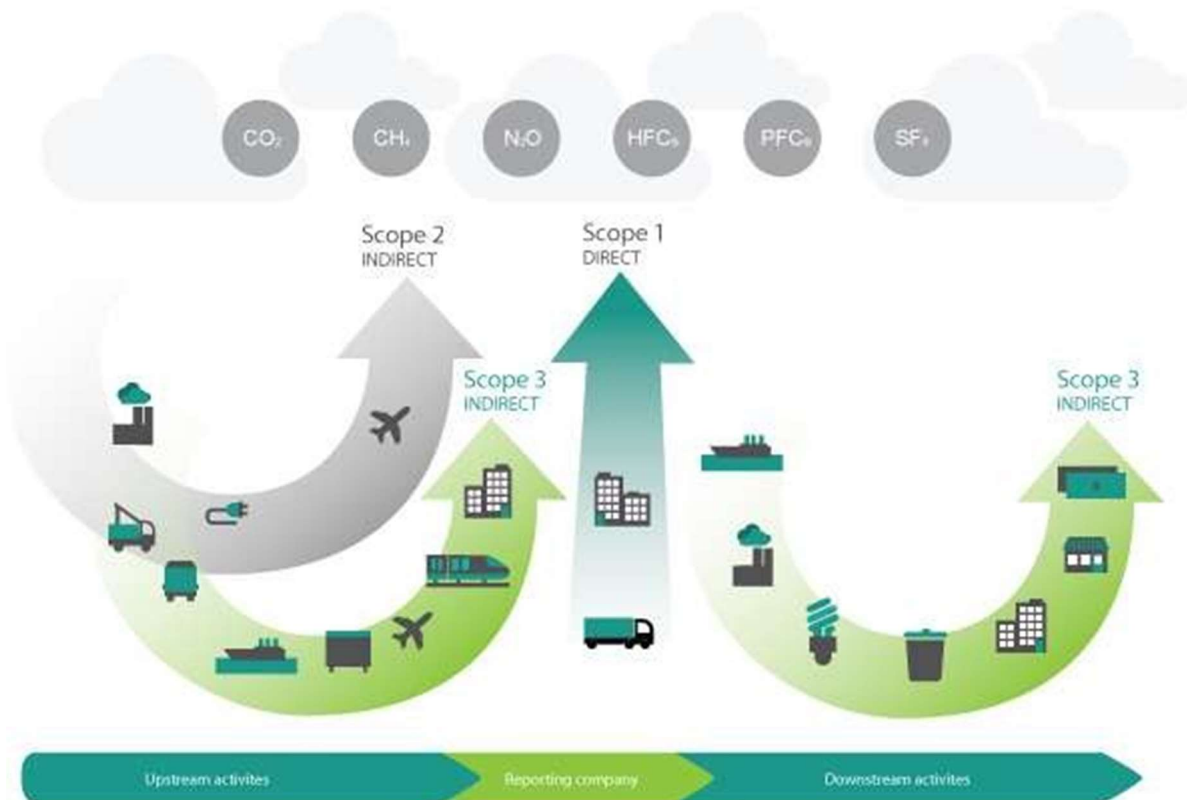 CO₂ CH₄ N₂O HFCₛ PFCₛ SF₆
Scope 2
INDIRECT
Scope 1
DIRECT
Scope 3
INDIRECT
Scope 3
INDIRECT
Upstream activites
Reporting company
Downstream activites